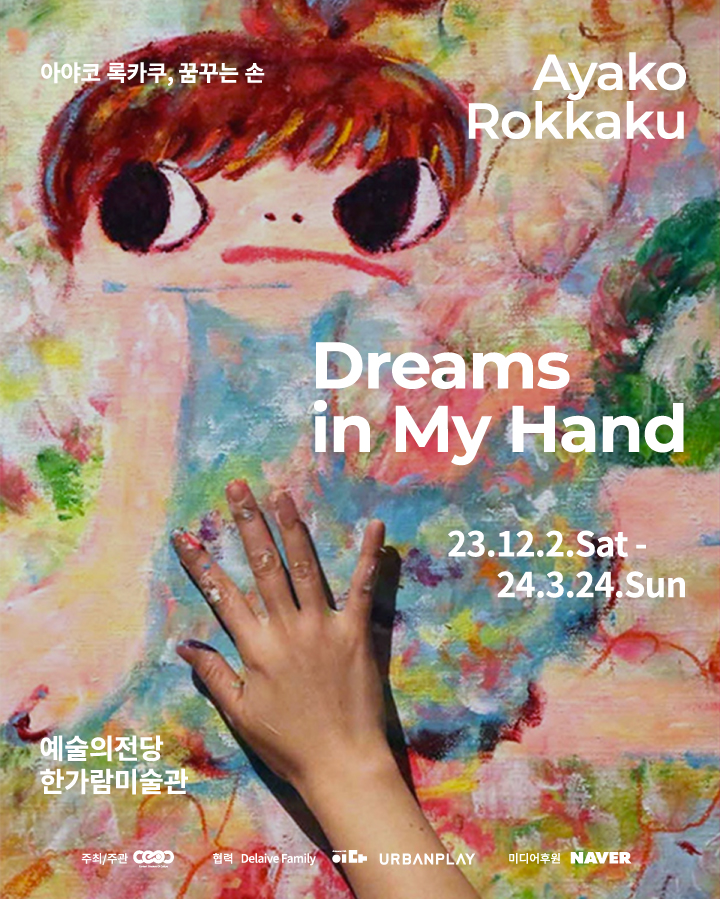 아야코 록카쿠, 꿈꾸는 손
Ayako
Rokkaku
Dreams
in My Hand
23.12.2.Sat -
24.3.24.Sun
예술의전당
한가람미술관
주최/주관 협력 Delaive Family URBANPLAY 미디어후원 NAVER